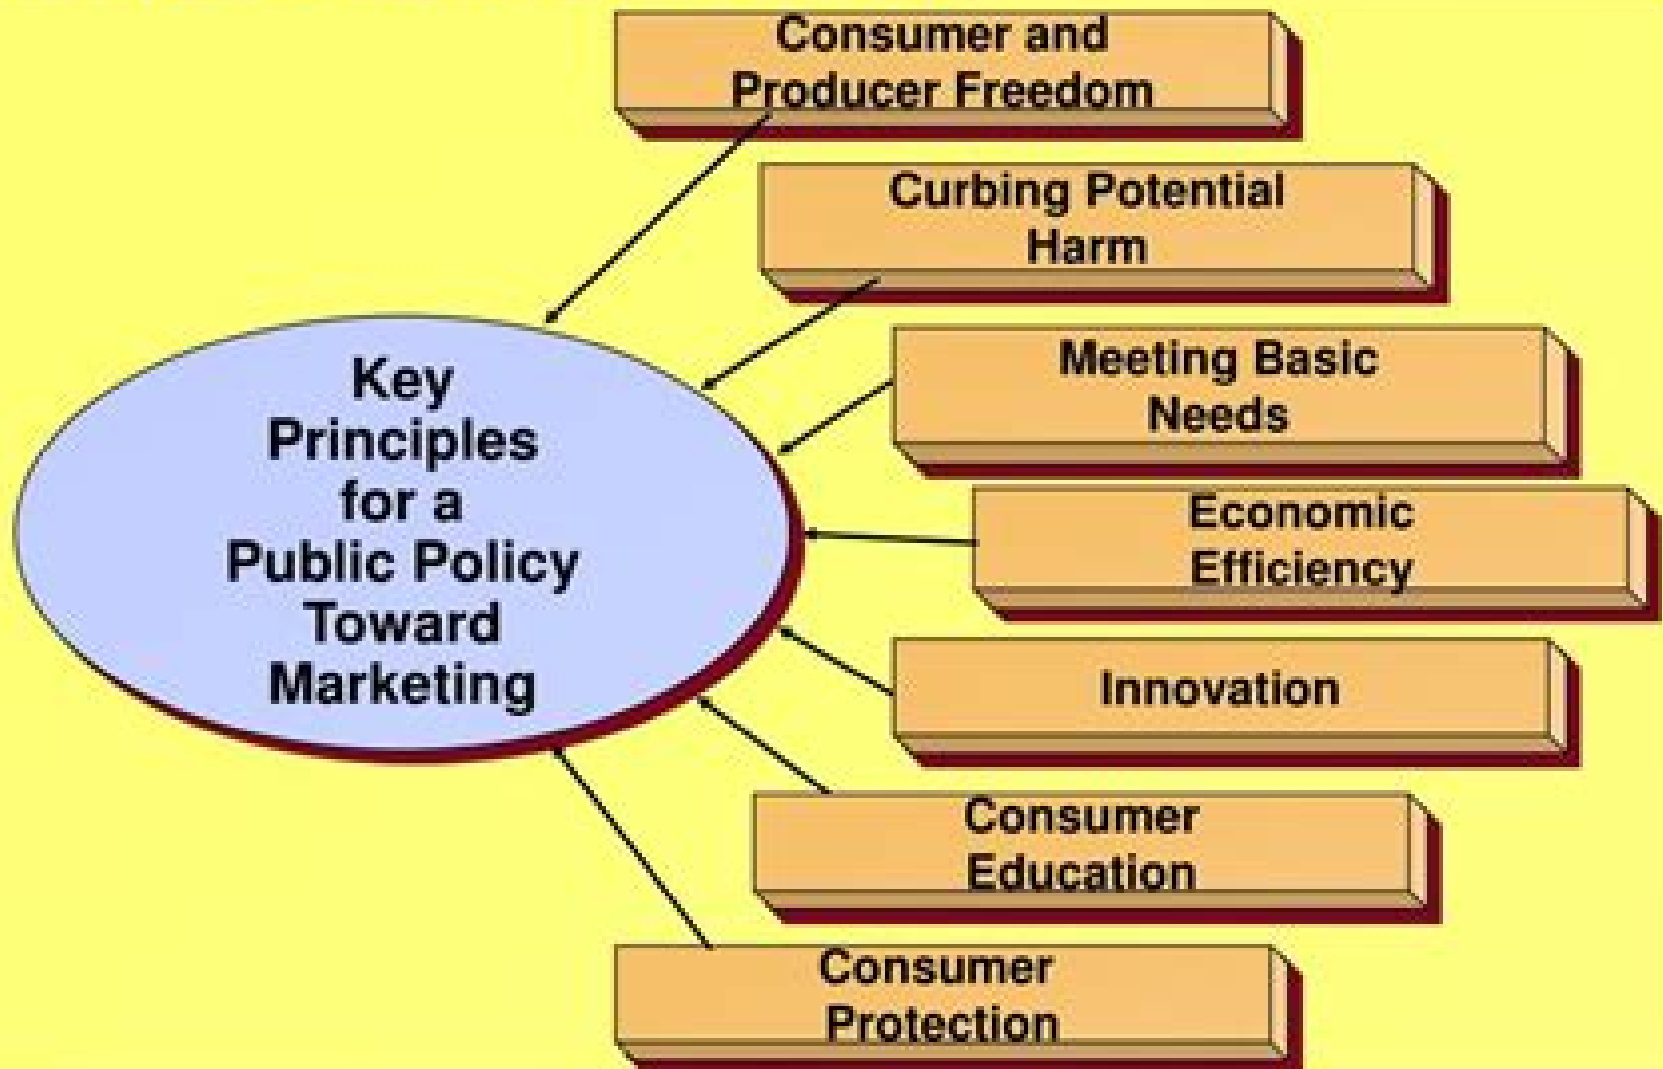 Consumer and
Producer Freedom
Curbing Potential
Harm
Meeting Basic
Needs
Economic
Efficiency
Innovation
Consumer
Education
Consumer
Protection
Key
Principles
for a
Public Policy
Toward
Marketing